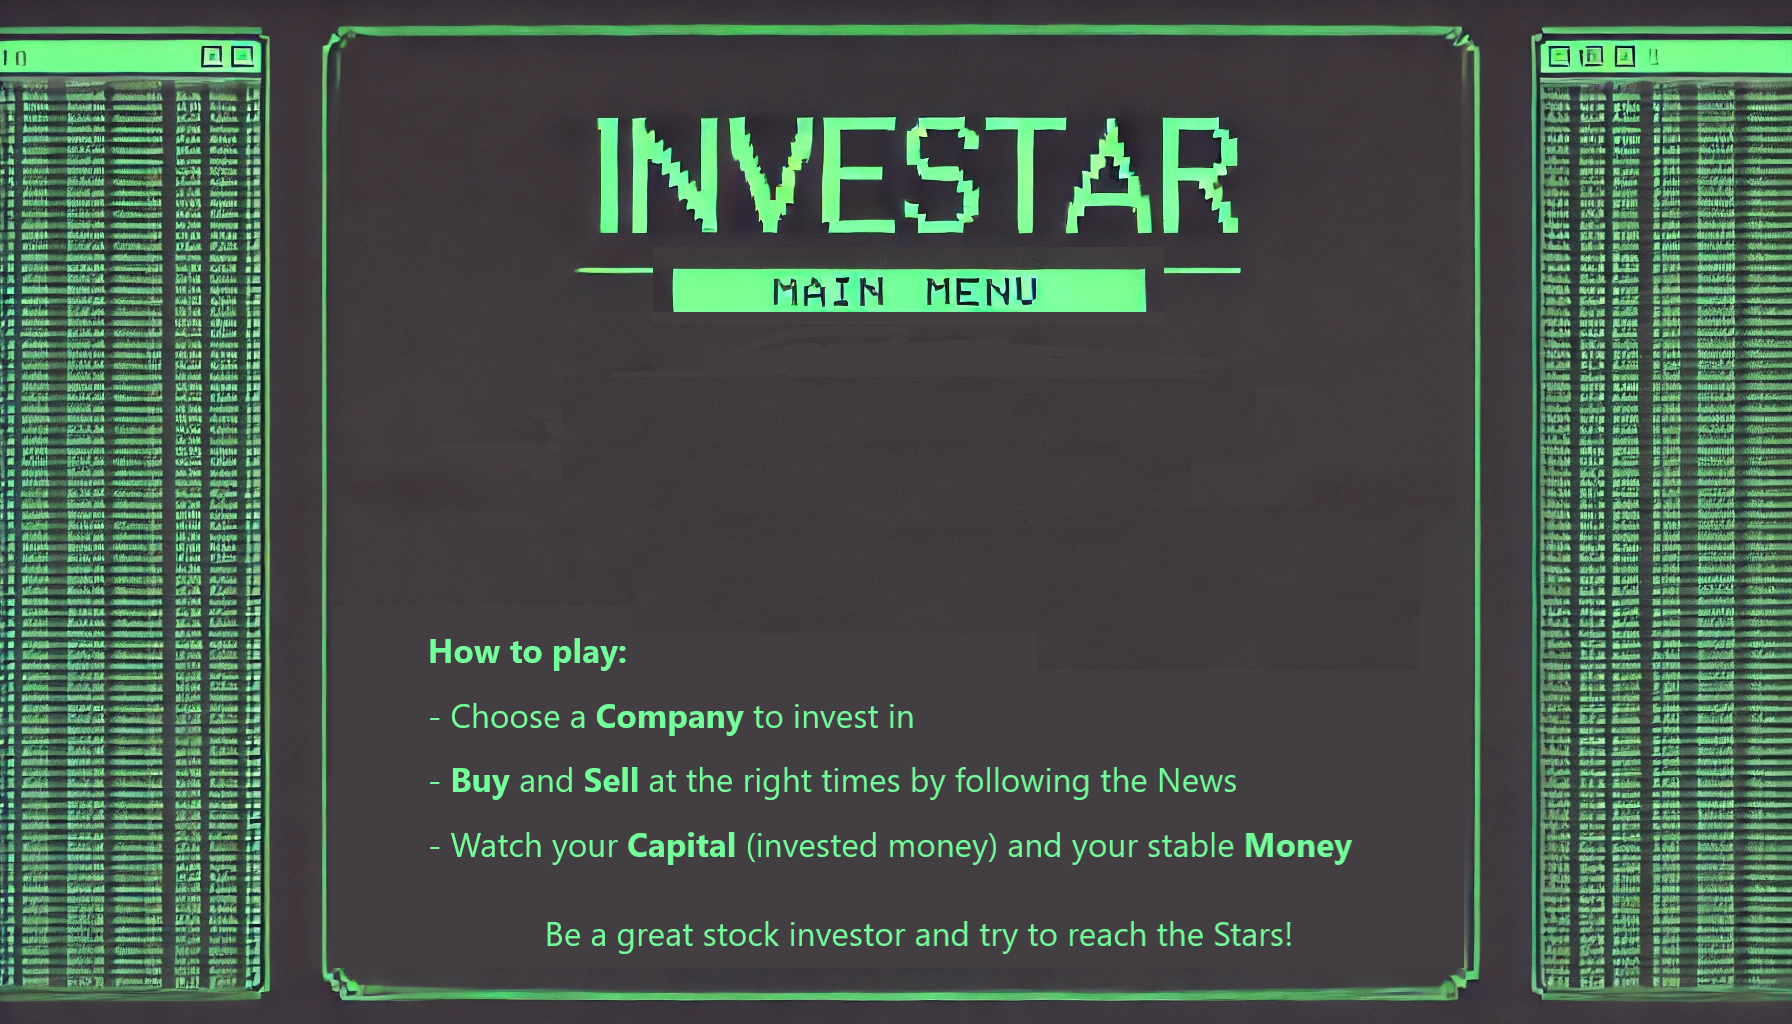 INVESTAR
MAIN MENU
How to play:
- Choose a Company to invest in
- Buy and Sell at the right times by following the News
- Watch your Capital (invested money) and your stable Money
Be a great stock investor and try to reach the Stars!